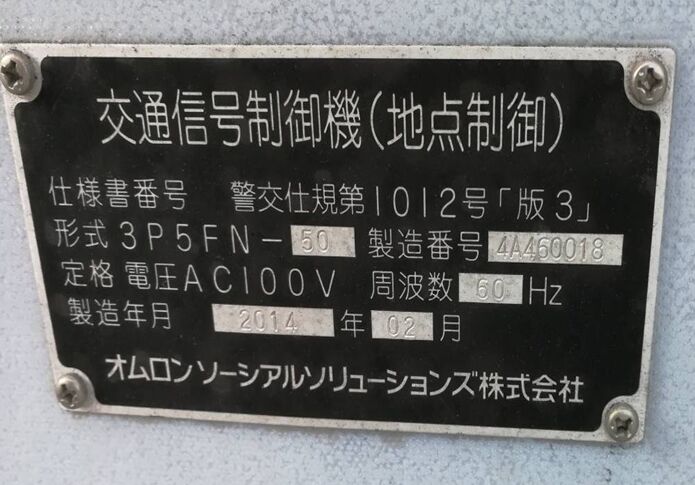 交通信号制御機(地点制御)
仕様書番号 警交仕規第1012号「版3」
形式 3P5FN-50 製造番号 4A460018
定格 電圧AC100V 周波数 60 Hz
製造年月 2014 年 02 月
オムロンソーシアルソリューションズ株式会社